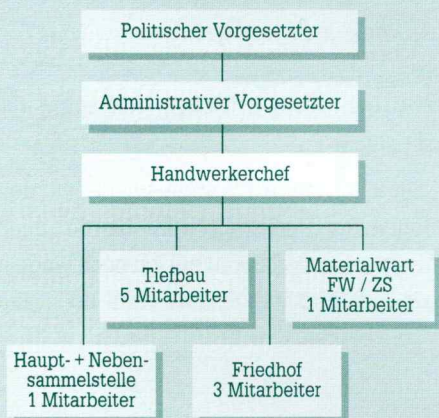 Politischer Vorgesetzter
Administrativer Vorgesetzter
Handwerkerchef
Tiefbau
5 Mitarbeiter
Materialwart
FW / ZS
1 Mitarbeiter
Haupt- + Neben-
sammelstelle
1 Mitarbeiter
Friedhof
3 Mitarbeiter